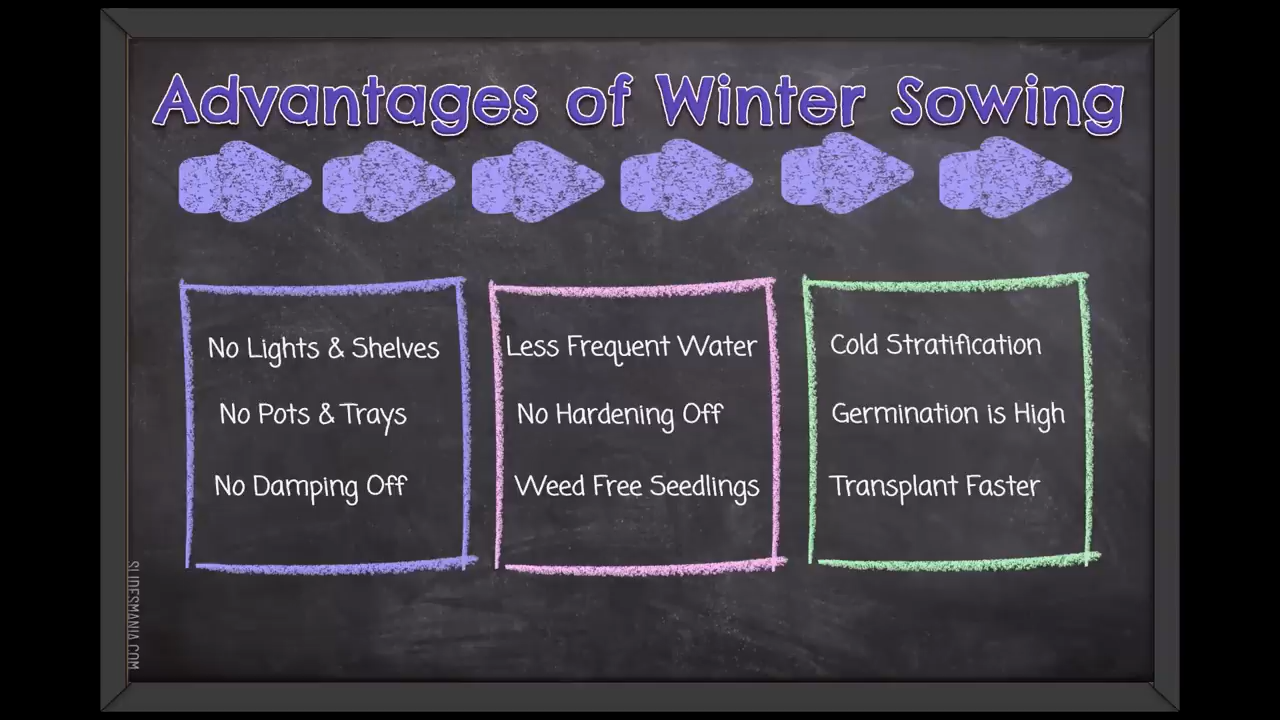 Advantages of Winter Sowing
No Lights & Shelves
No Pots & Trays
No Damping Off
Less Frequent Water
No Hardening Off
Weed Free Seedlings
Cold Stratification
Germination is High
Transplant Faster
SLIDESMANIA.COM